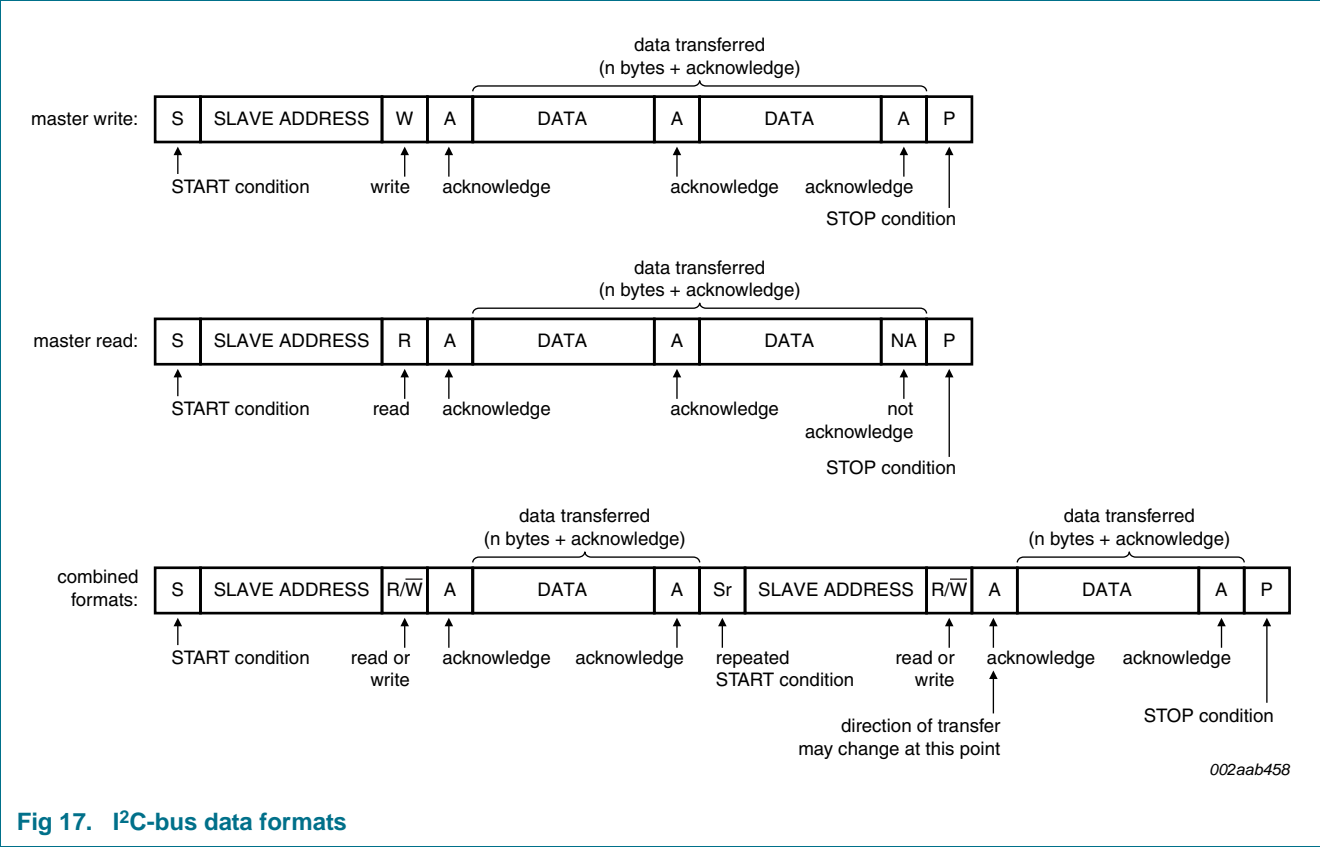 data transferred
(n bytes + acknowledge)
master write: S SLAVE ADDRESS W A DATA A DATA A P
START condition write acknowledge acknowledge acknowledge
STOP condition
data transferred
(n bytes + acknowledge)
master read: S SLAVE ADDRESS R A DATA A DATA NA P
START condition read acknowledge acknowledge not
acknowledge
STOP condition
data transferred data transferred
(n bytes + acknowledge) (n bytes + acknowledge)
combined
formats:
S SLAVE ADDRESS R/W̅ A DATA A Sr SLAVE ADDRESS R/W̅ A DATA A P
START condition read or acknowledge acknowledge repeated read or acknowledge acknowledge
write START condition write
direction of transfer STOP condition
may change at this point
002aab458
Fig 17. I²C-bus data formats